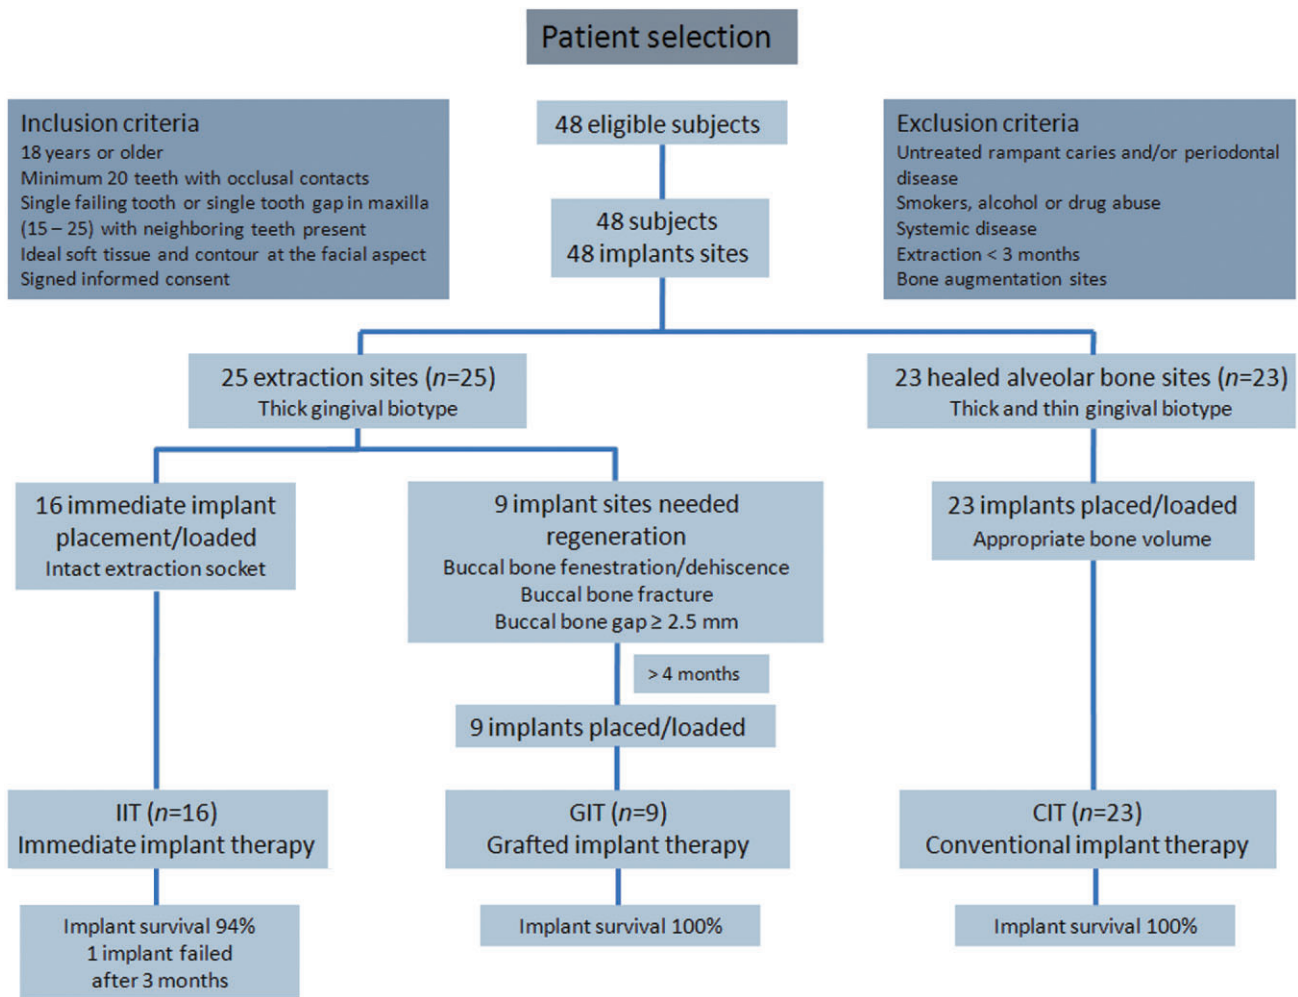 Patient selection
Inclusion criteria
18 years or older
Minimum 20 teeth with occlusal contacts
Single failing tooth or single tooth gap in maxilla
(15 – 25) with neighboring teeth present
Ideal soft tissue and contour at the facial aspect
Signed informed consent
48 eligible subjects
48 subjects
48 implants sites
Exclusion criteria
Untreated rampant caries and/or periodontal
disease
Smokers, alcohol or drug abuse
Systemic disease
Extraction < 3 months
Bone augmentation sites
25 extraction sites (n=25)
Thick gingival biotype
23 healed alveolar bone sites (n=23)
Thick and thin gingival biotype
16 immediate implant
placement/loaded
Intact extraction socket
9 implant sites needed
regeneration
Buccal bone fenestration/dehiscence
Buccal bone fracture
Buccal bone gap ≥ 2.5 mm
23 implants placed/loaded
Appropriate bone volume
> 4 months
9 implants placed/loaded
IIT (n=16)
Immediate implant therapy
GIT (n=9)
Grafted implant therapy
CIT (n=23)
Conventional implant therapy
Implant survival 94%
1 implant failed
after 3 months
Implant survival 100%
Implant survival 100%